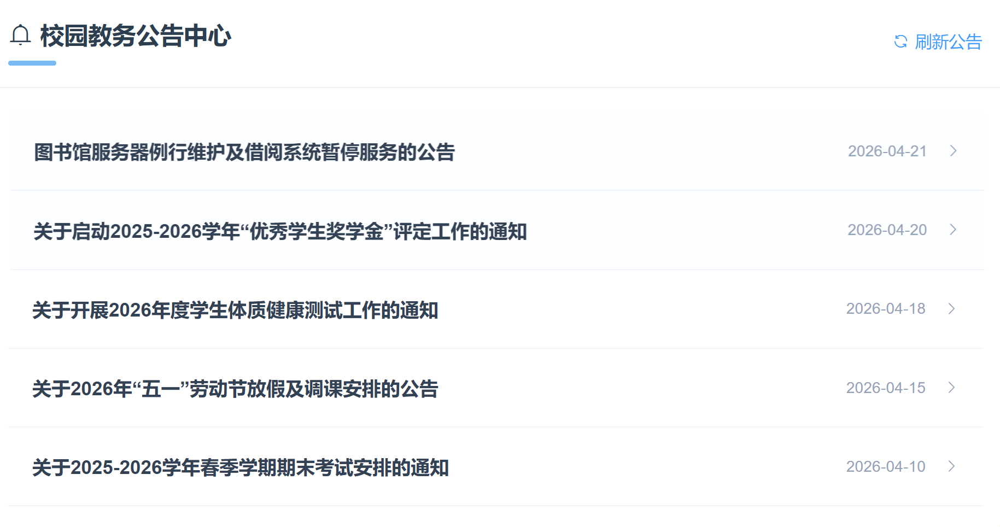 校园教务公告中心
刷新公告
图书馆服务器例行维护及借阅系统暂停服务的公告 2026-04-21
关于启动2025-2026学年“优秀学生奖学金”评定工作的通知 2026-04-20
关于开展2026年度学生体质健康测试工作的通知 2026-04-18
关于2026年“五一”劳动节放假及调课安排的公告 2026-04-15
关于2025-2026学年春季学期期末考试安排的通知 2026-04-10